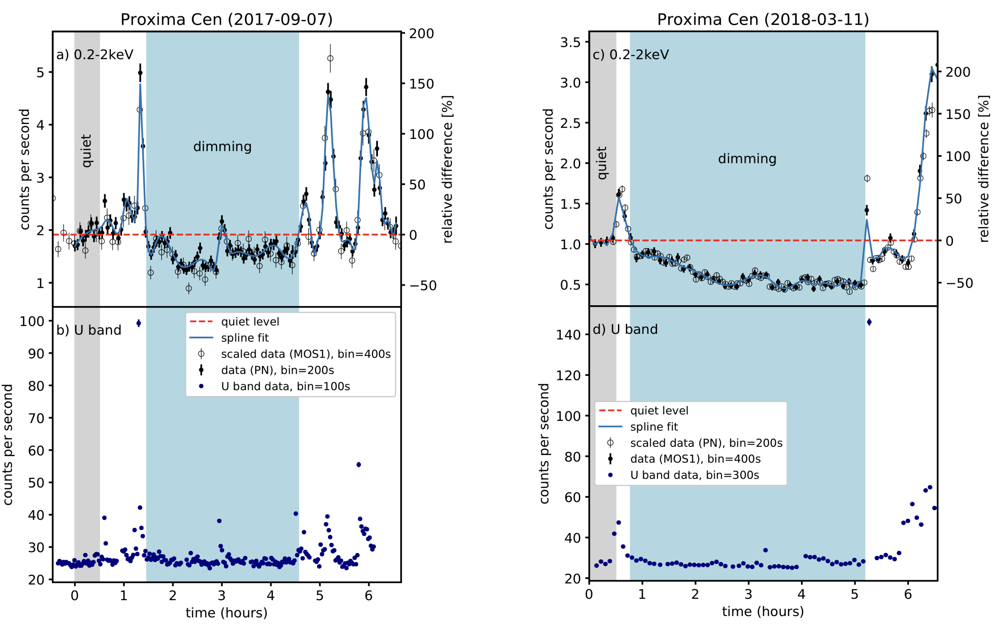 Proxima Cen (2017-09-07)
a) 0.2-2keV
quiet
dimming
counts per second
5
4
3
2
1
relative difference [%]
200
150
100
50
0
−50
b) U band
quiet level
spline fit
scaled data (MOS1), bin=400s
data (PN), bin=200s
U band data, bin=100s
counts per second
100
90
80
70
60
50
40
30
20
0 1 2 3 4 5 6
time (hours)
Proxima Cen (2018-03-11)
c) 0.2-2keV
quiet
dimming
counts per second
3.5
3.0
2.5
2.0
1.5
1.0
0.5
relative difference [%]
200
150
100
50
0
−50
d) U band
quiet level
spline fit
scaled data (PN), bin=200s
data (MOS1), bin=400s
U band data, bin=300s
counts per second
140
120
100
80
60
40
20
0 1 2 3 4 5 6
time (hours)